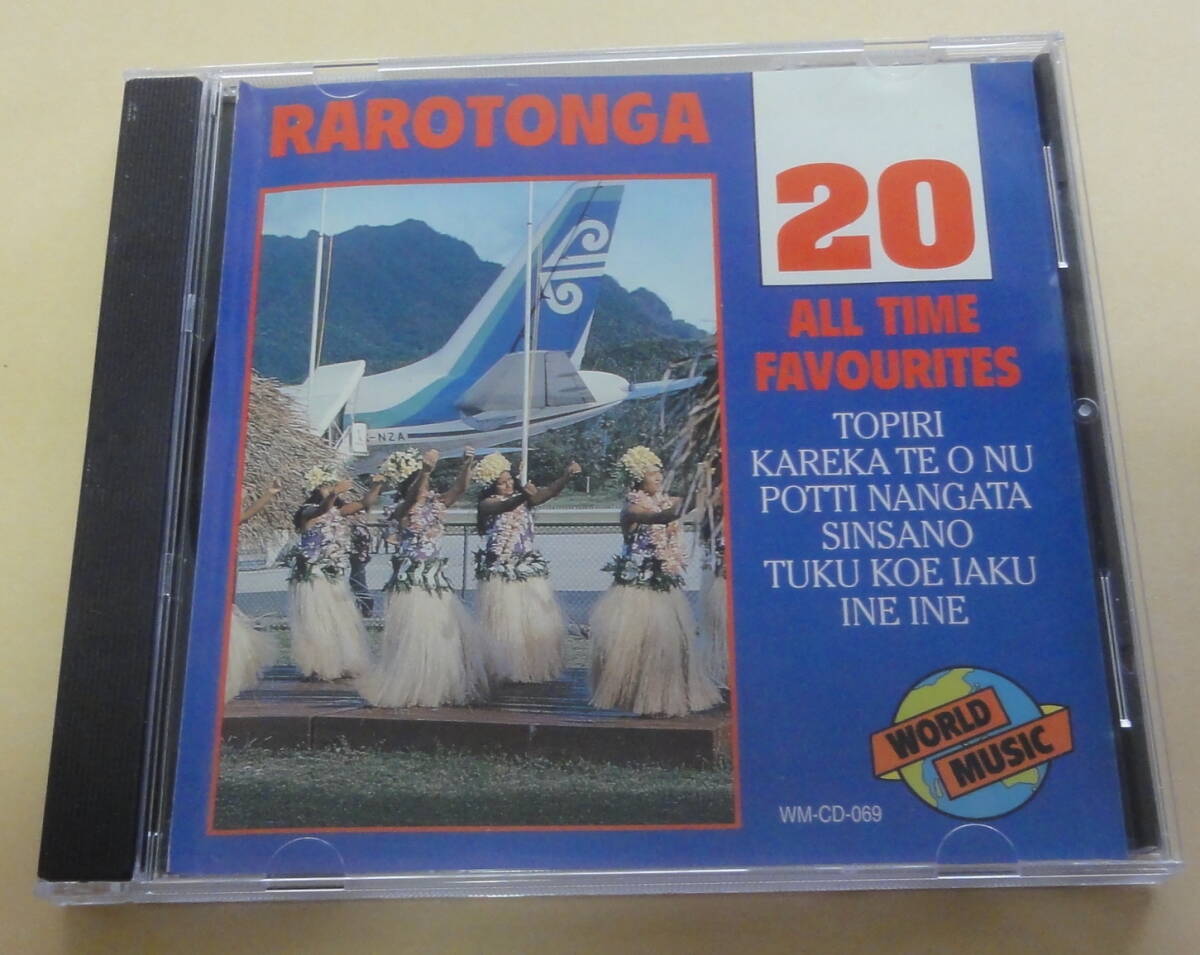 RAROTONGA
20
ALL TIME
FAVOURITES
TOPIRI
KAREKA TE O NU
POTTI NANGATA
SINSANO
TUKU KOE IAKU
INE INE
-NZA
WORLD
MUSIC
WM-CD-069